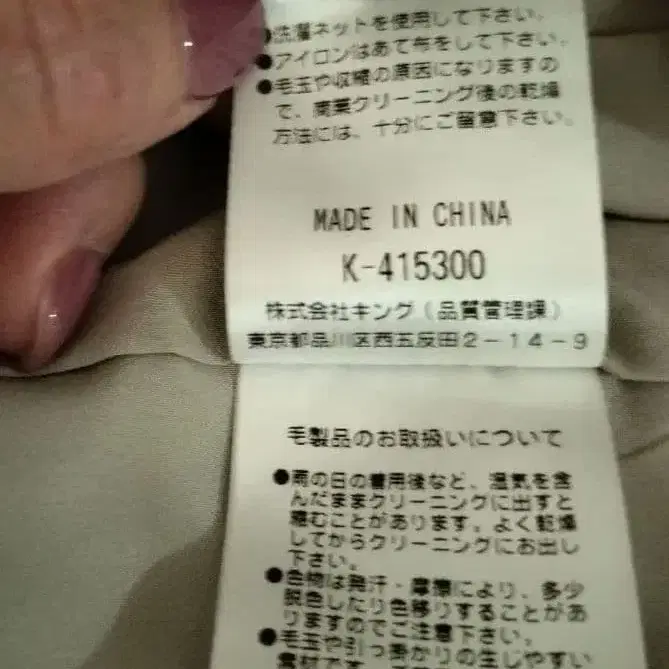 ●洗濯ネットを使用して下さい。
●アイロンはあて布をして下さい。
●毛玉や収縮の原因になりますの
で、商業クリーニング後の乾燥
方法には、十分にご留意下さい。
MADE IN CHINA
K-415300
株式会社キング(品質管理課)
東京都品川区西五反田2-14-9
毛製品のお取扱いについて
●雨の日の着用後など、湿気を含
んだままクリーニングに出すと
縮むことがあります。よく乾燥
してからクリーニングにお出し
下さい。
●色物は発汗・摩擦により、多少
脱色したり色移りすることがあ
りますのでご注意下さい。
●毛玉や引っ掛かりの生じやすい
素材です。